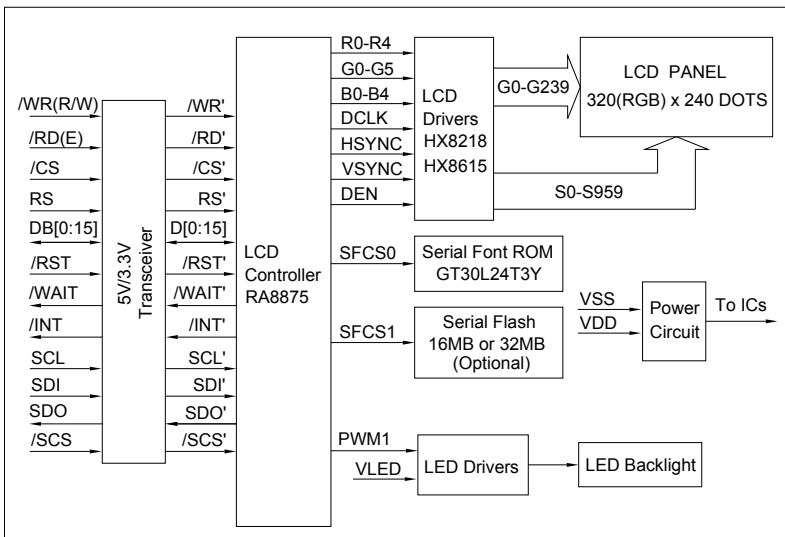 /WR(R/W)
/RD(E)
/CS
RS
DB[0:15]
/RST
/WAIT
/INT
SCL
SDI
SDO
/SCS
5V/3.3V
Transceiver
/WR'
/RD'
/CS'
RS'
D[0:15]
/RST'
/WAIT'
/INT'
SCL'
SDI'
SDO'
/SCS'
LCD
Controller
RA8875
R0-R4
G0-G5
B0-B4
DCLK
HSYNC
VSYNC
DEN
LCD
Drivers
HX8218
HX8615
G0-G239
S0-S959
LCD PANEL
320(RGB) x 240 DOTS
SFCS0
Serial Font ROM
GT30L24T3Y
SFCS1
Serial Flash
16MB or 32MB
(Optional)
VSS
VDD
Power
Circuit
To ICs
PWM1
VLED
LED Drivers
LED Backlight